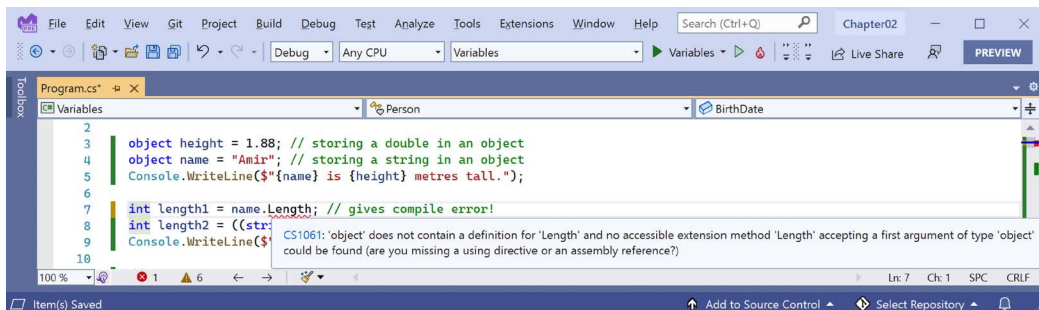 File Edit View Git Project Build Debug Test Analyze Tools Extensions Window Help Search (Ctrl+Q) Chapter02
Debug Any CPU Variables Variables Live Share PREVIEW
Toolbox
Program.cs*
Variables Person BirthDate
2
3 object height = 1.88; // storing a double in an object
4 object name = "Amir"; // storing a string in an object
5 Console.WriteLine($"{name} is {height} metres tall.");
6
7 int length1 = name.Length; // gives compile error!
8 int length2 = ((stri
9 Console.WriteLine($"
10
CS1061: 'object' does not contain a definition for 'Length' and no accessible extension method 'Length' accepting a first argument of type 'object'
could be found (are you missing a using directive or an assembly reference?)
100 % 1 6 Ln: 7 Ch: 1 SPC CRLF
Item(s) Saved Add to Source Control Select Repository